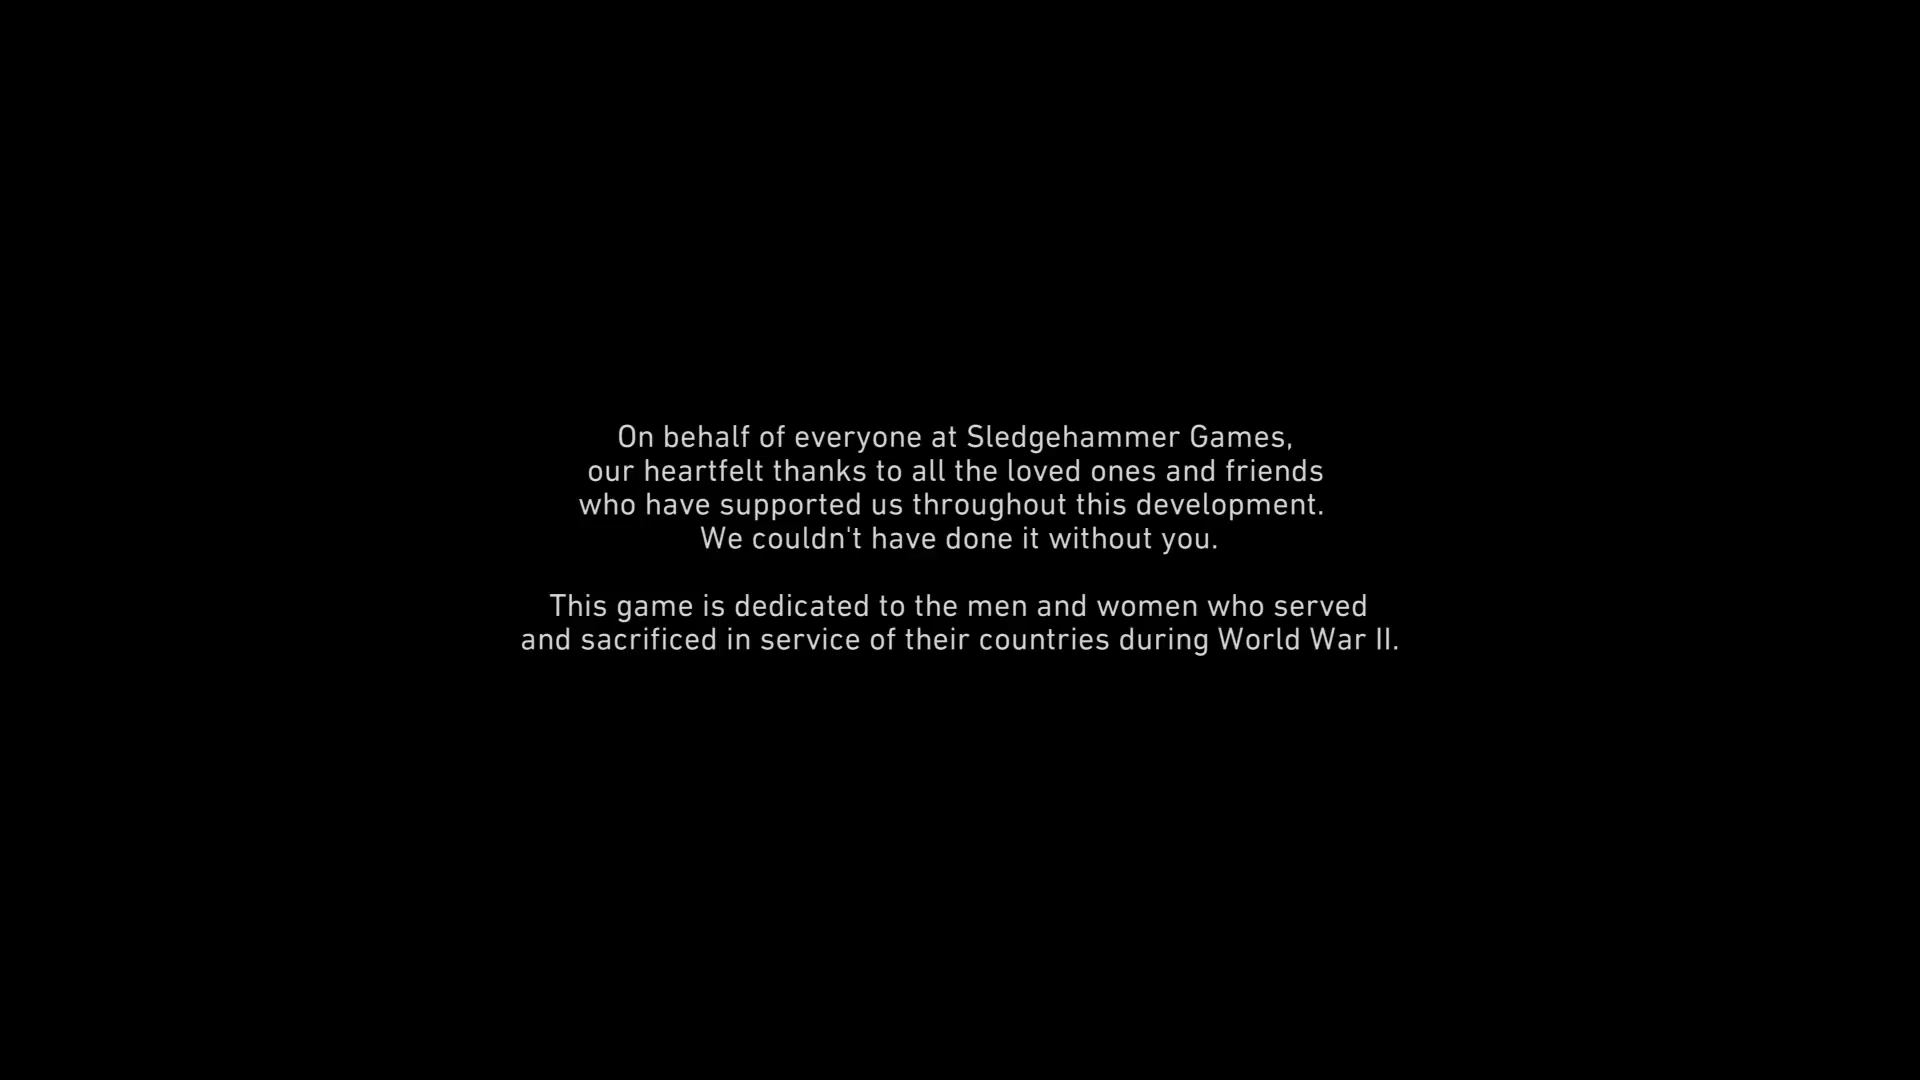 On behalf of everyone at Sledgehammer Games,
our heartfelt thanks to all the loved ones and friends
who have supported us throughout this development.
We couldn't have done it without you.
This game is dedicated to the men and women who served
and sacrificed in service of their countries during World War II.